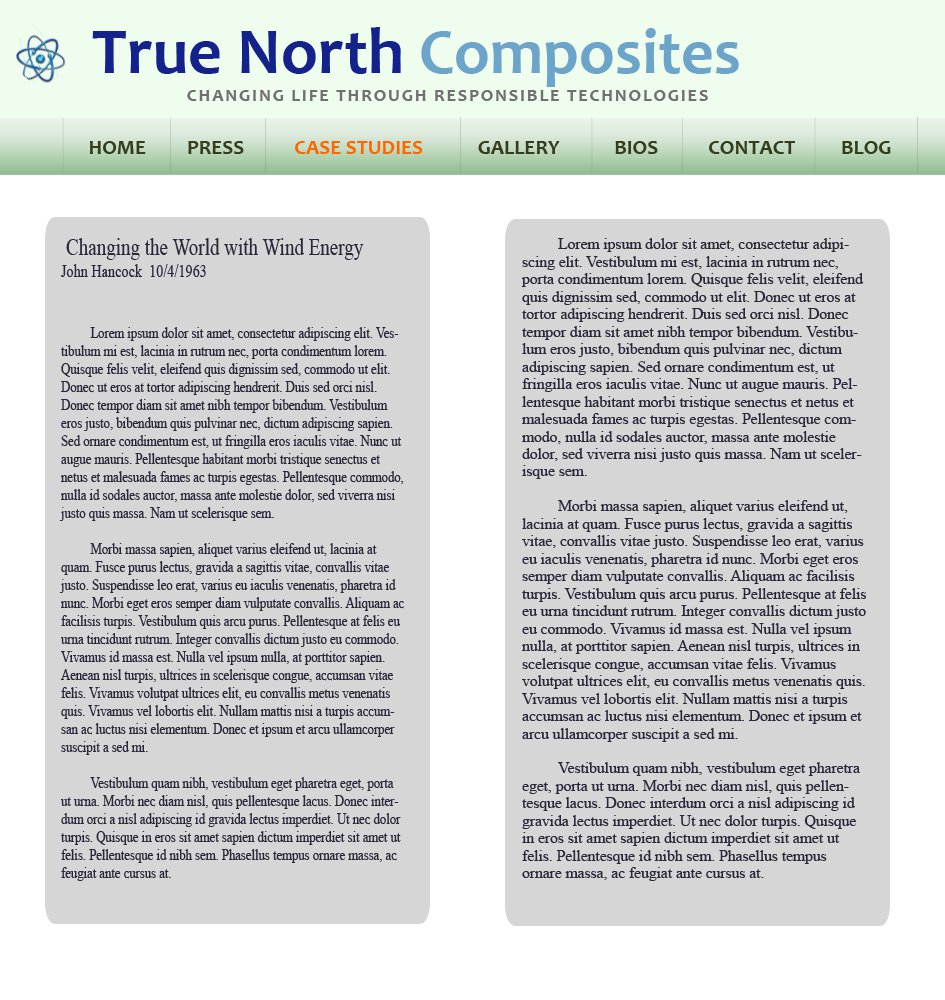 True North Composites
CHANGING LIFE THROUGH RESPONSIBLE TECHNOLOGIES
HOME PRESS CASE STUDIES GALLERY BIOS CONTACT BLOG
Changing the World with Wind Energy
John Hancock 10/4/1963
Lorem ipsum dolor sit amet, consectetur adipiscing elit. Ves-
tibulum mi est, lacinia in rutrum nec, porta condimentum lorem.
Quisque felis velit, eleifend quis dignissim sed, commodo ut elit.
Donec ut eros at tortor adipiscing hendrerit. Duis sed orci nisl.
Donec tempor diam sit amet nibh tempor bibendum. Vestibulum
eros justo, bibendum quis pulvinar nec, dictum adipiscing sapien.
Sed ornare condimentum est, ut fringilla eros iaculis vitae. Nunc ut
augue mauris. Pellentesque habitant morbi tristique senectus et
netus et malesuada fames ac turpis egestas. Pellentesque commodo,
nulla id sodales auctor, massa ante molestie dolor, sed viverra nisi
justo quis massa. Nam ut scelerisque sem.
Morbi massa sapien, aliquet varius eleifend ut, lacinia at
quam. Fusce purus lectus, gravida a sagittis vitae, convallis vitae
justo. Suspendisse leo erat, varius eu iaculis venenatis, pharetra id
nunc. Morbi eget eros semper diam vulputate convallis. Aliquam ac
facilisis turpis. Vestibulum quis arcu purus. Pellentesque at felis eu
urna tincidunt rutrum. Integer convallis dictum justo eu commodo.
Vivamus id massa est. Nulla vel ipsum nulla, at porttitor sapien.
Aenean nisl turpis, ultrices in scelerisque congue, accumsan vitae
felis. Vivamus volutpat ultrices elit, eu convallis metus venenatis
quis. Vivamus vel lobortis elit. Nullam mattis nisi a turpis accum-
san ac luctus nisi elementum. Donec et ipsum et arcu ullamcorper
suscipit a sed mi.
Vestibulum quam nibh, vestibulum eget pharetra eget, porta
ut urna. Morbi nec diam nisl, quis pellentesque lacus. Donec inter-
dum orci a nisl adipiscing id gravida lectus imperdiet. Ut nec dolor
turpis. Quisque in eros sit amet sapien dictum imperdiet sit amet ut
felis. Pellentesque id nibh sem. Phasellus tempus ornare massa, ac
feugiat ante cursus at.
Lorem ipsum dolor sit amet, consectetur adipi-
scing elit. Vestibulum mi est, lacinia in rutrum nec,
porta condimentum lorem. Quisque felis velit, eleifend
quis dignissim sed, commodo ut elit. Donec ut eros at
tortor adipiscing hendrerit. Duis sed orci nisl. Donec
tempor diam sit amet nibh tempor bibendum. Vestibu-
lum eros justo, bibendum quis pulvinar nec, dictum
adipiscing sapien. Sed ornare condimentum est, ut
fringilla eros iaculis vitae. Nunc ut augue mauris. Pel-
lentesque habitant morbi tristique senectus et netus et
malesuada fames ac turpis egestas. Pellentesque com-
modo, nulla id sodales auctor, massa ante molestie
dolor, sed viverra nisi justo quis massa. Nam ut sceler-
isque sem.
Morbi massa sapien, aliquet varius eleifend ut,
lacinia at quam. Fusce purus lectus, gravida a sagittis
vitae, convallis vitae justo. Suspendisse leo erat, varius
eu iaculis venenatis, pharetra id nunc. Morbi eget eros
semper diam vulputate convallis. Aliquam ac facilisis
turpis. Vestibulum quis arcu purus. Pellentesque at felis
eu urna tincidunt rutrum. Integer convallis dictum justo
eu commodo. Vivamus id massa est. Nulla vel ipsum
nulla, at porttitor sapien. Aenean nisl turpis, ultrices in
scelerisque congue, accumsan vitae felis. Vivamus
volutpat ultrices elit, eu convallis metus venenatis quis.
Vivamus vel lobortis elit. Nullam mattis nisi a turpis
accumsan ac luctus nisi elementum. Donec et ipsum et
arcu ullamcorper suscipit a sed mi.
Vestibulum quam nibh, vestibulum eget pharetra
eget, porta ut urna. Morbi nec diam nisl, quis pellen-
tesque lacus. Donec interdum orci a nisl adipiscing id
gravida lectus imperdiet. Ut nec dolor turpis. Quisque
in eros sit amet sapien dictum imperdiet sit amet ut
felis. Pellentesque id nibh sem. Phasellus tempus
ornare massa, ac feugiat ante cursus at.